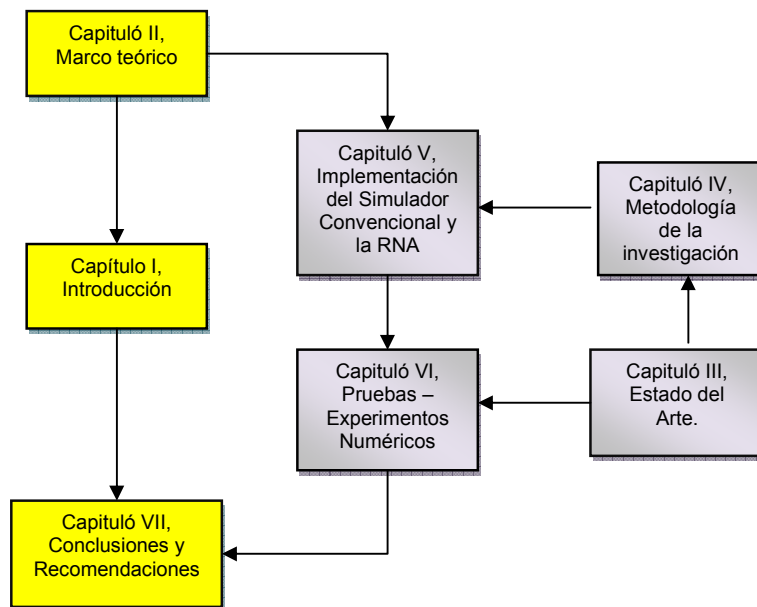 Capituló II,
Marco teórico
Capituló V,
Implementación
del Simulador
Convencional y
la RNA
Capituló IV,
Metodología
de la
investigación
Capítulo I,
Introducción
Capituló VI,
Pruebas –
Experimentos
Numéricos
Capituló III,
Estado del
Arte.
Capituló VII,
Conclusiones y
Recomendaciones